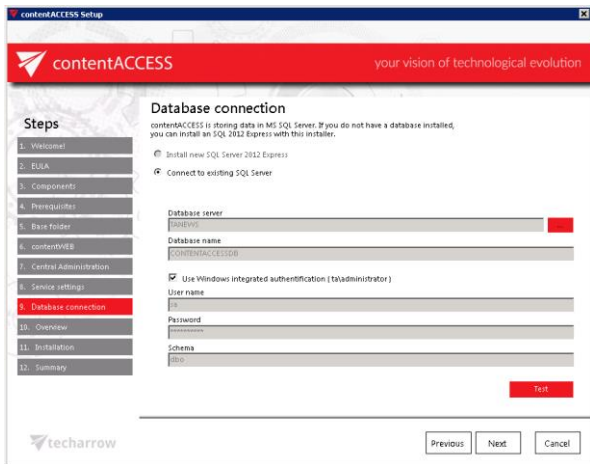 contentACCESS Setup
contentACCESS
your vision of technological evolution
Steps
1. Welcome!
2. EULA
3. Components
4. Prerequisites
5. Base folder
6. contentWEB
7. Central Administration
8. Service settings
9. Database connection
10. Overview
11. Installation
12. Summary
Database connection
contentACCESS is storing data in MS SQL Server. If you do not have a database installed,
you can install an SQL 2012 Express with this installer.
Install new SQL Server 2012 Express
Connect to existing SQL Server
Database server
TANEWS
...
Database name
CONTENTACCESSDB
Use Windows integrated authentification ( ta\administrator )
User name
sa
Password
**********
Schema
dbo
Test
techarrow
Previous
Next
Cancel